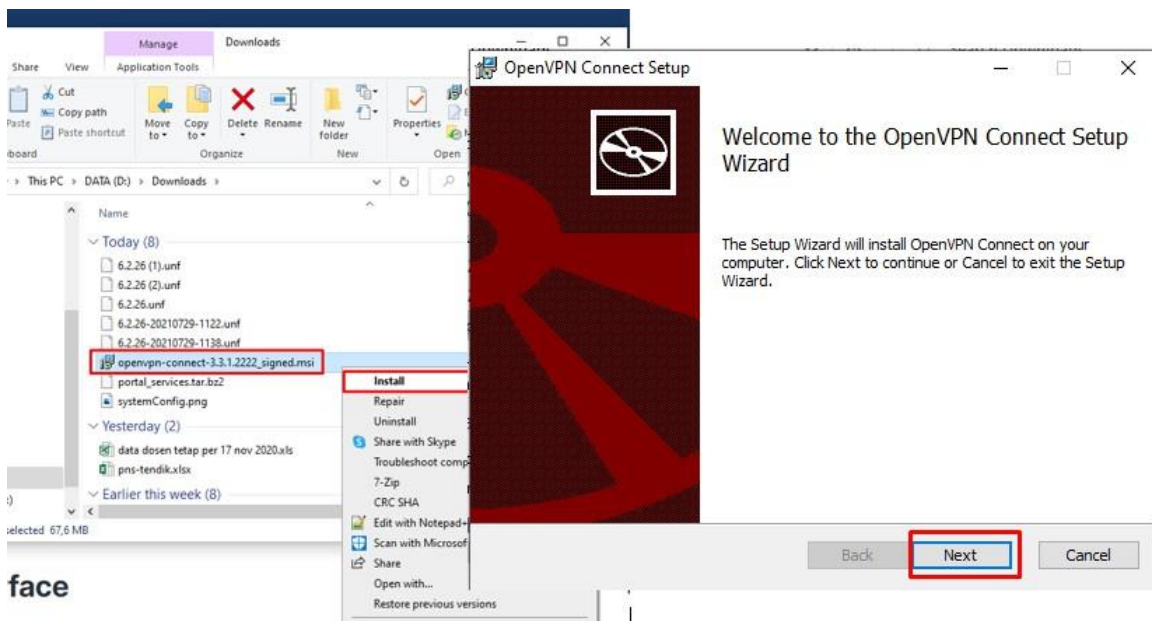 Manage
Downloads
Share View Application Tools
Cut
Copy path
Paste
Paste shortcut
Move to
Copy to
Delete
Rename
New folder
Properties
Organize
New
Open
This PC > DATA (D:) > Downloads >
Name
Today (8)
6.2.26 (1).unf
6.2.26 (2).unf
6.2.26.unf
6.2.26-20210729-1122.unf
6.2.26-20210729-1138.unf
openvpn-connect-3.3.1.2222_signed.msi
portal_services.tar.bz2
systemConfig.png
Yesterday (2)
data dosen tetap per 17 nov 2020.xls
pns-tendik.xlsx
Earlier this week (8)
selected 67,6 MB
face
Install
Repair
Uninstall
Share with Skype
Troubleshoot comp
7-Zip
CRC SHA
Edit with Notepad+
Scan with Microsof
Share
Open with...
Restore previous versions
OpenVPN Connect Setup
Welcome to the OpenVPN Connect Setup
Wizard
The Setup Wizard will install OpenVPN Connect on your
computer. Click Next to continue or Cancel to exit the Setup
Wizard.
Back Next Cancel